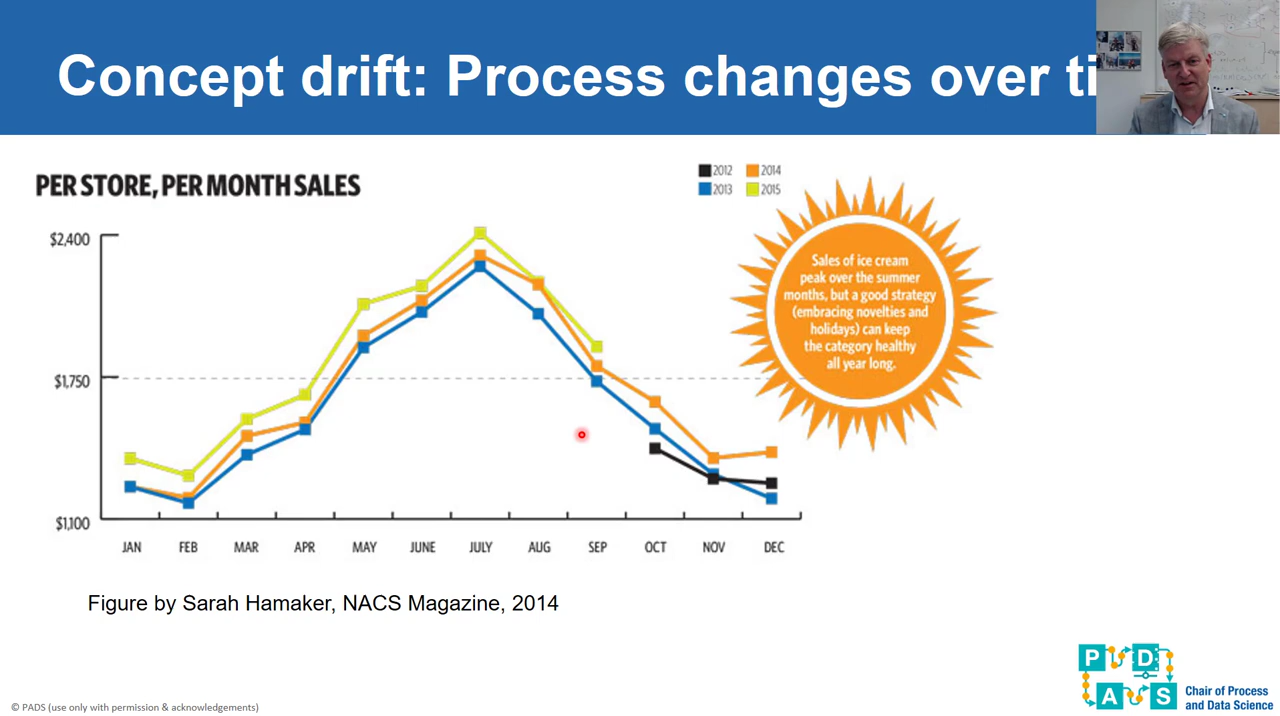 Concept drift: Process changes over ti
PER STORE, PER MONTH SALES
2012
2014
2013
2015
$2,400
$1,750
$1,100
JAN FEB MAR APR MAY JUNE JULY AUG SEP OCT NOV DEC
Sales of ice cream
peak over the summer
months, but a good strategy
(embracing novelties and
holidays) can keep
the category healthy
all year long.
Figure by Sarah Hamaker, NACS Magazine, 2014
P D
A S
Chair of Process
and Data Science
© PADS (use only with permission & acknowledgements)